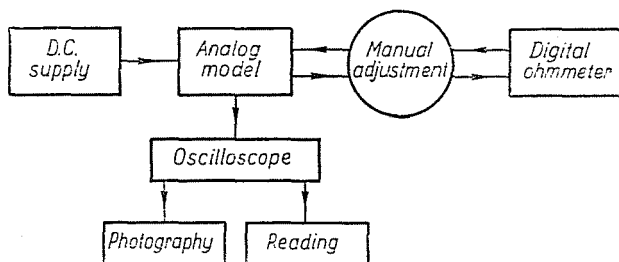 D.C.
supply
Analog
model
Manual
adjustment
Digital
ohmmeter
Oscilloscope
Photography
Reading